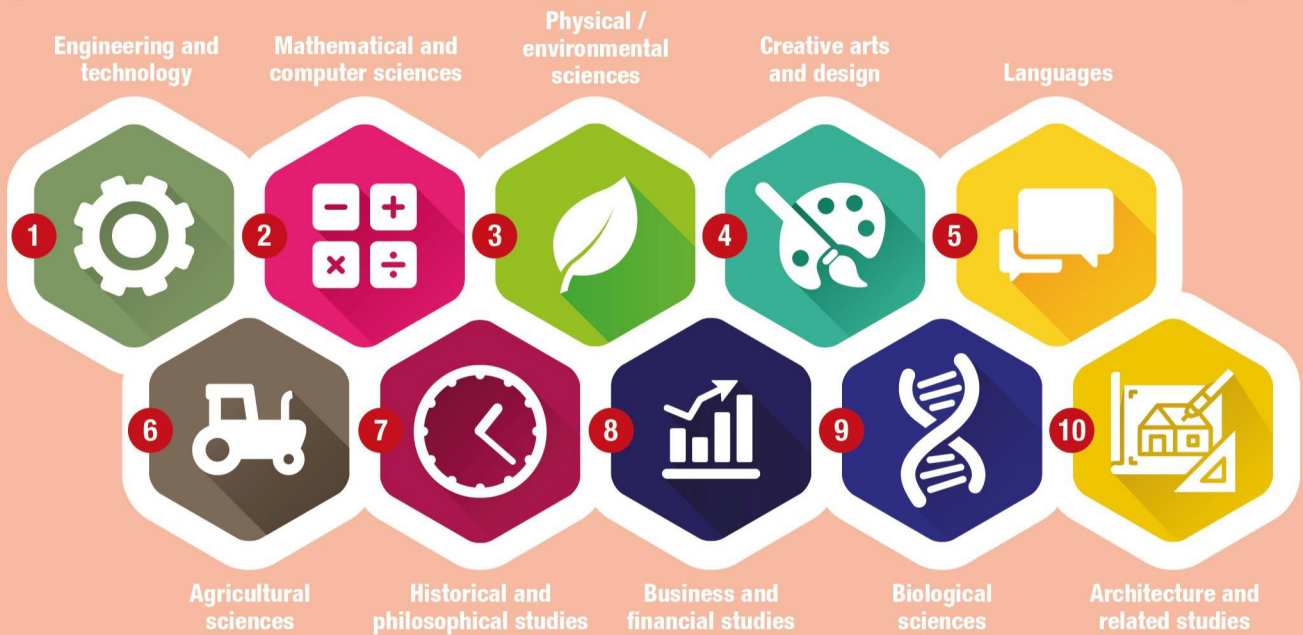 Engineering and
technology
Mathematical and
computer sciences
Physical /
environmental
sciences
Creative arts
and design
Languages
1
2
3
4
5
6
7
8
9
10
Agricultural
sciences
Historical and
philosophical studies
Business and
financial studies
Biological
sciences
Architecture and
related studies